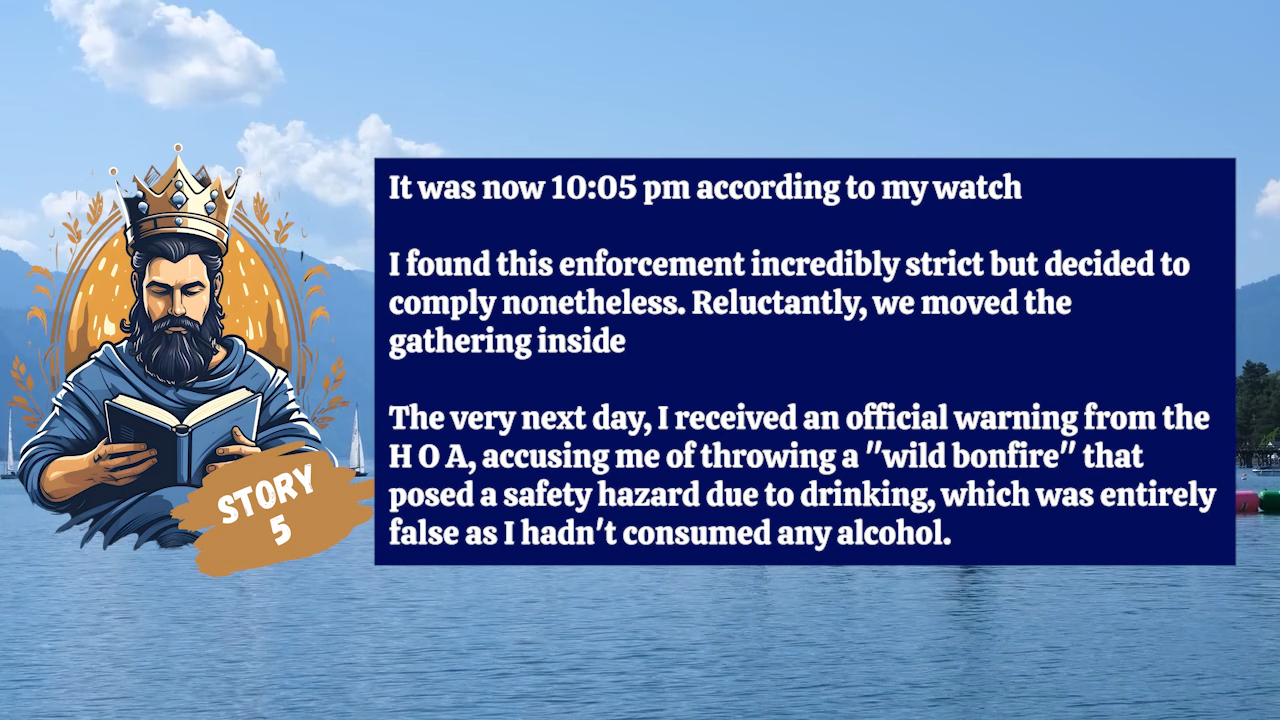 It was now 10:05 pm according to my watch
I found this enforcement incredibly strict but decided to
comply nonetheless. Reluctantly, we moved the
gathering inside
The very next day, I received an official warning from the
H O A, accusing me of throwing a "wild bonfire" that
posed a safety hazard due to drinking, which was entirely
false as I hadn't consumed any alcohol.
STORY
5